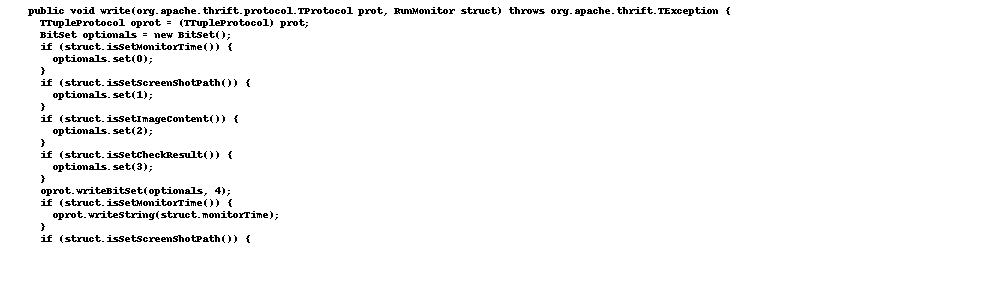 public void write(org.apache.thrift.protocol.TProtocol prot, RunMonitor struct) throws org.apache.thrift.TException {
TTupleProtocol oprot = (TTupleProtocol) prot;
BitSet optionals = new BitSet();
if (struct.isSetMonitorTime()) {
optionals.set(0);
}
if (struct.isSetScreenShotPath()) {
optionals.set(1);
}
if (struct.isSetImageContent()) {
optionals.set(2);
}
if (struct.isSetCheckResult()) {
optionals.set(3);
}
oprot.writeBitSet(optionals, 4);
if (struct.isSetMonitorTime()) {
oprot.writeString(struct.monitorTime);
}
if (struct.isSetScreenShotPath()) {